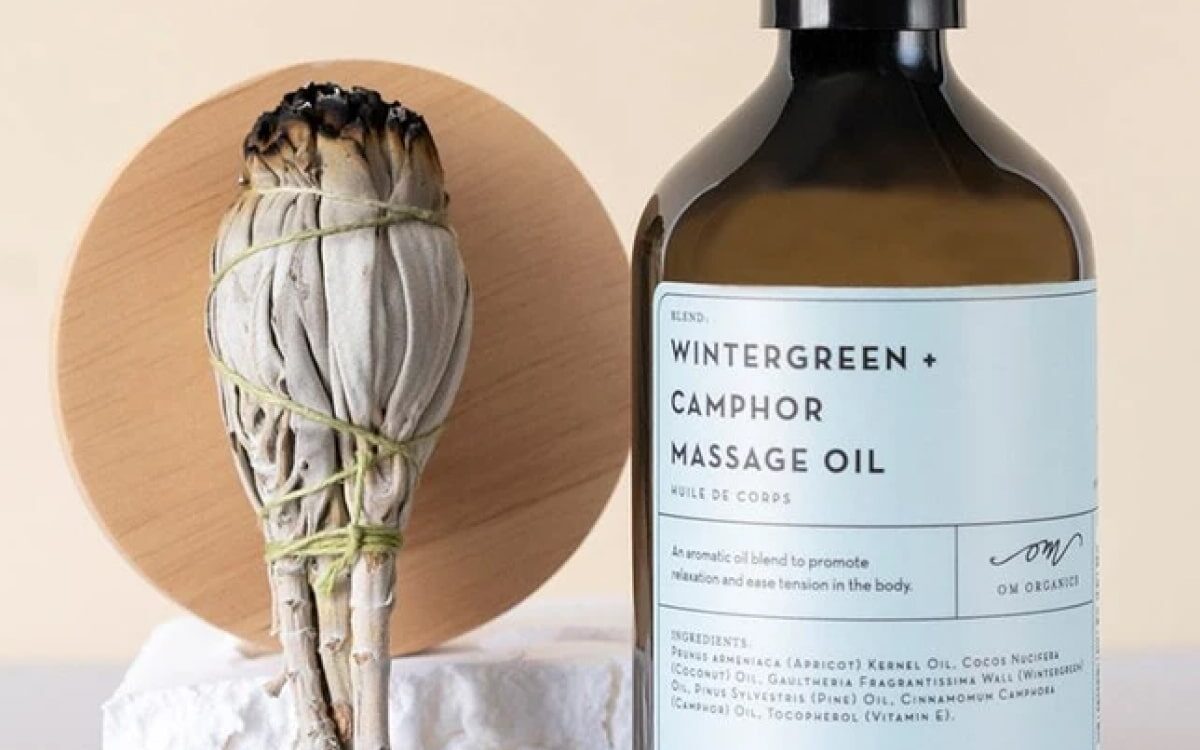 BLEND:
WINTERGREEN +
CAMPHOR
MASSAGE OIL
HUILE DE CORPS
An aromatic oil blend to promote
relaxation and ease tension in the body.
om
OM ORGANICS
INGREDIENTS:
PRUNUS ARMENIACA (APRICOT) KERNEL OIL, COCOS NUCIFERA
(COCONUT) OIL, GAULTHERIA FRAGRANTISSIMA WALL (WINTERGREEN)
OIL, PINUS SYLVESTRIS (PINE) OIL, CINNAMOMUM CAMPHORA
(CAMPHOR) OIL, TOCOPHEROL (VITAMIN E).